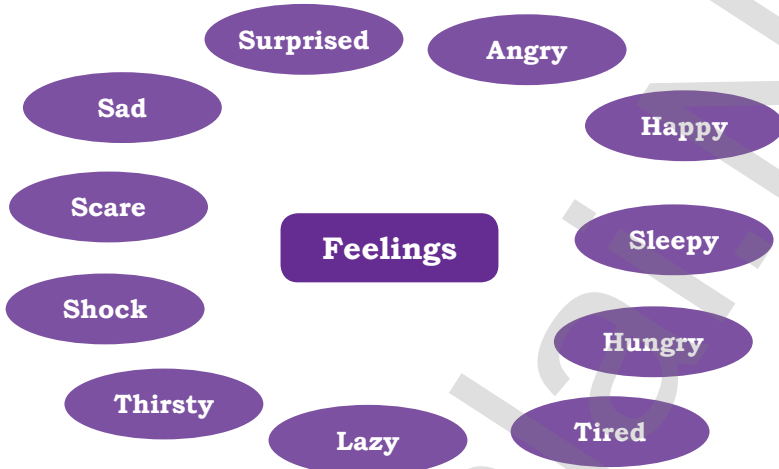 Surprised
Angry
Sad
Happy
Scare
Sleepy
Feelings
Shock
Hungry
Thirsty
Tired
Lazy